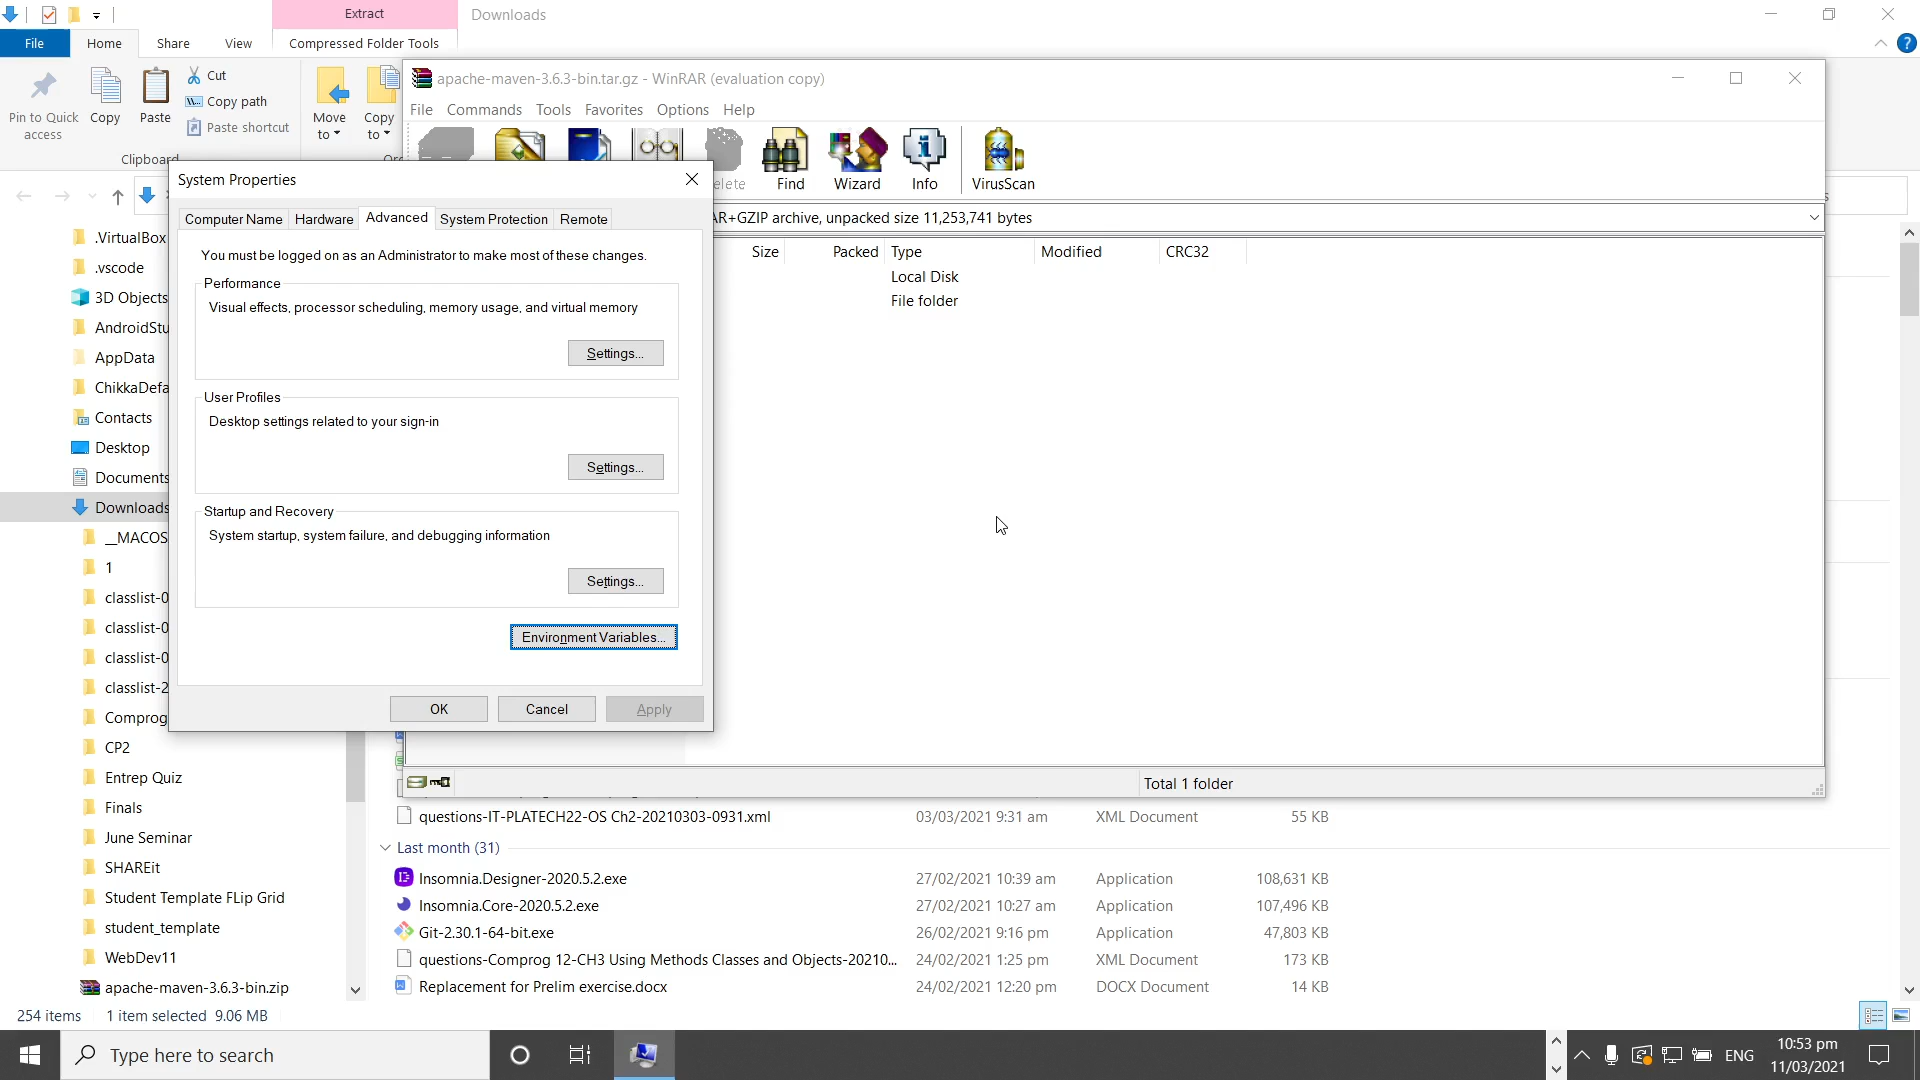 Extract
Downloads
File
Home
Share
View
Compressed Folder Tools
Pin to Quick access
Copy
Paste
Cut
Copy path
Paste shortcut
Move to
Copy to
Clipboard
apache-maven-3.6.3-bin.tar.gz - WinRAR (evaluation copy)
File Commands Tools Favorites Options Help
Find
Wizard
Info
VirusScan
AR+GZIP archive, unpacked size 11,253,741 bytes
Size Packed Type Modified CRC32
Local Disk
File folder
Total 1 folder
System Properties
Computer Name
Hardware
Advanced
System Protection
Remote
You must be logged on as an Administrator to make most of these changes.
Performance
Visual effects, processor scheduling, memory usage, and virtual memory
Settings...
User Profiles
Desktop settings related to your sign-in
Settings...
Startup and Recovery
System startup, system failure, and debugging information
Settings...
Environment Variables...
OK
Cancel
Apply
.VirtualBox
.vscode
3D Objects
AndroidStu
AppData
ChikkaDefa
Contacts
Desktop
Documents
Downloads
__MACOS
1
classlist-0
classlist-0
classlist-0
classlist-2
Comprog
CP2
Entrep Quiz
Finals
June Seminar
SHAREit
Student Template FLip Grid
student_template
WebDev11
apache-maven-3.6.3-bin.zip
questions-IT-PLATECH22-OS Ch2-20210303-0931.xml 03/03/2021 9:31 am XML Document 55 KB
Last month (31)
Insomnia.Designer-2020.5.2.exe 27/02/2021 10:39 am Application 108,631 KB
Insomnia.Core-2020.5.2.exe 27/02/2021 10:27 am Application 107,496 KB
Git-2.30.1-64-bit.exe 26/02/2021 9:16 pm Application 47,803 KB
questions-Comprog 12-CH3 Using Methods Classes and Objects-20210... 24/02/2021 1:25 pm XML Document 173 KB
Replacement for Prelim exercise.docx 24/02/2021 12:20 pm DOCX Document 14 KB
254 items 1 item selected 9.06 MB
Type here to search
ENG
10:53 pm
11/03/2021